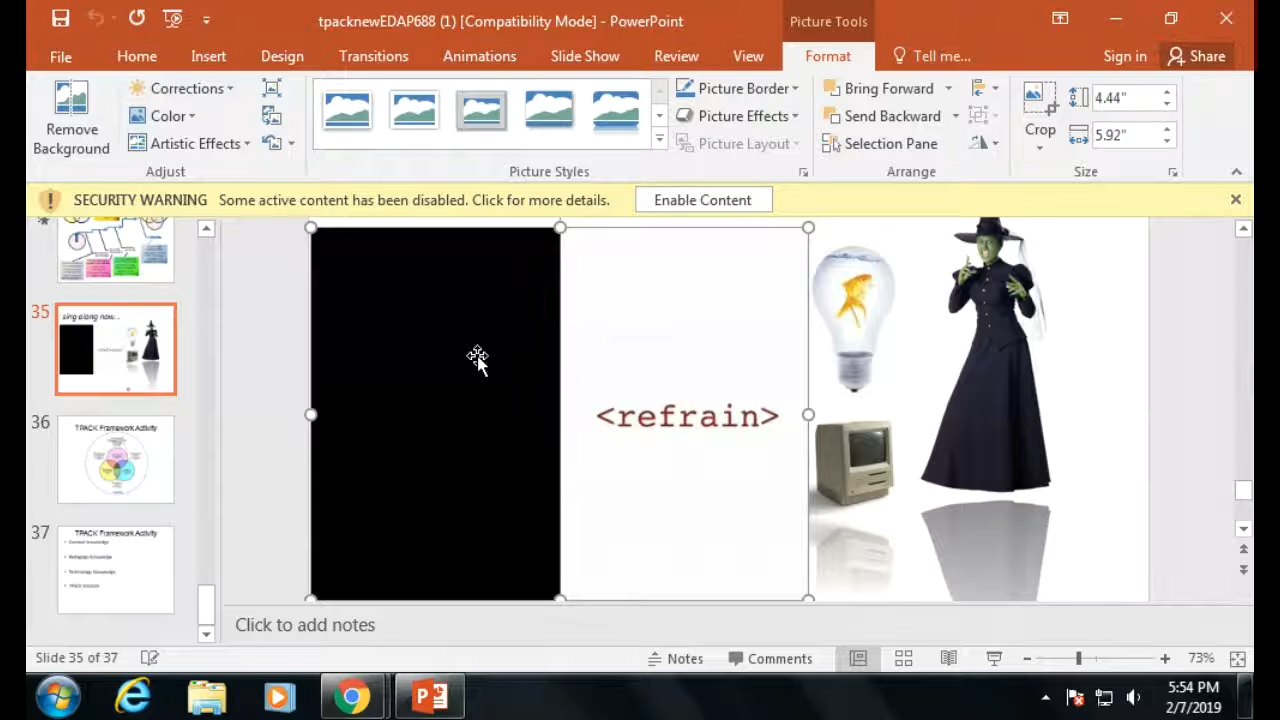 tpacknewEDAP688 (1) [Compatibility Mode] - PowerPoint
Picture Tools
File Home Insert Design Transitions Animations Slide Show Review View Format Tell me... Sign in Share
Remove Background
Corrections
Color
Artistic Effects
Adjust
Picture Styles
Picture Border
Picture Effects
Picture Layout
Bring Forward
Send Backward
Selection Pane
Arrange
Crop
4.44"
5.92"
Size
SECURITY WARNING Some active content has been disabled. Click for more details. Enable Content
35
sing along now...
36
TPACK Framework Activity
37
TPACK Framework Activity
<refrain>
Click to add notes
Slide 35 of 37
Notes
Comments
73%
5:54 PM
2/7/2019